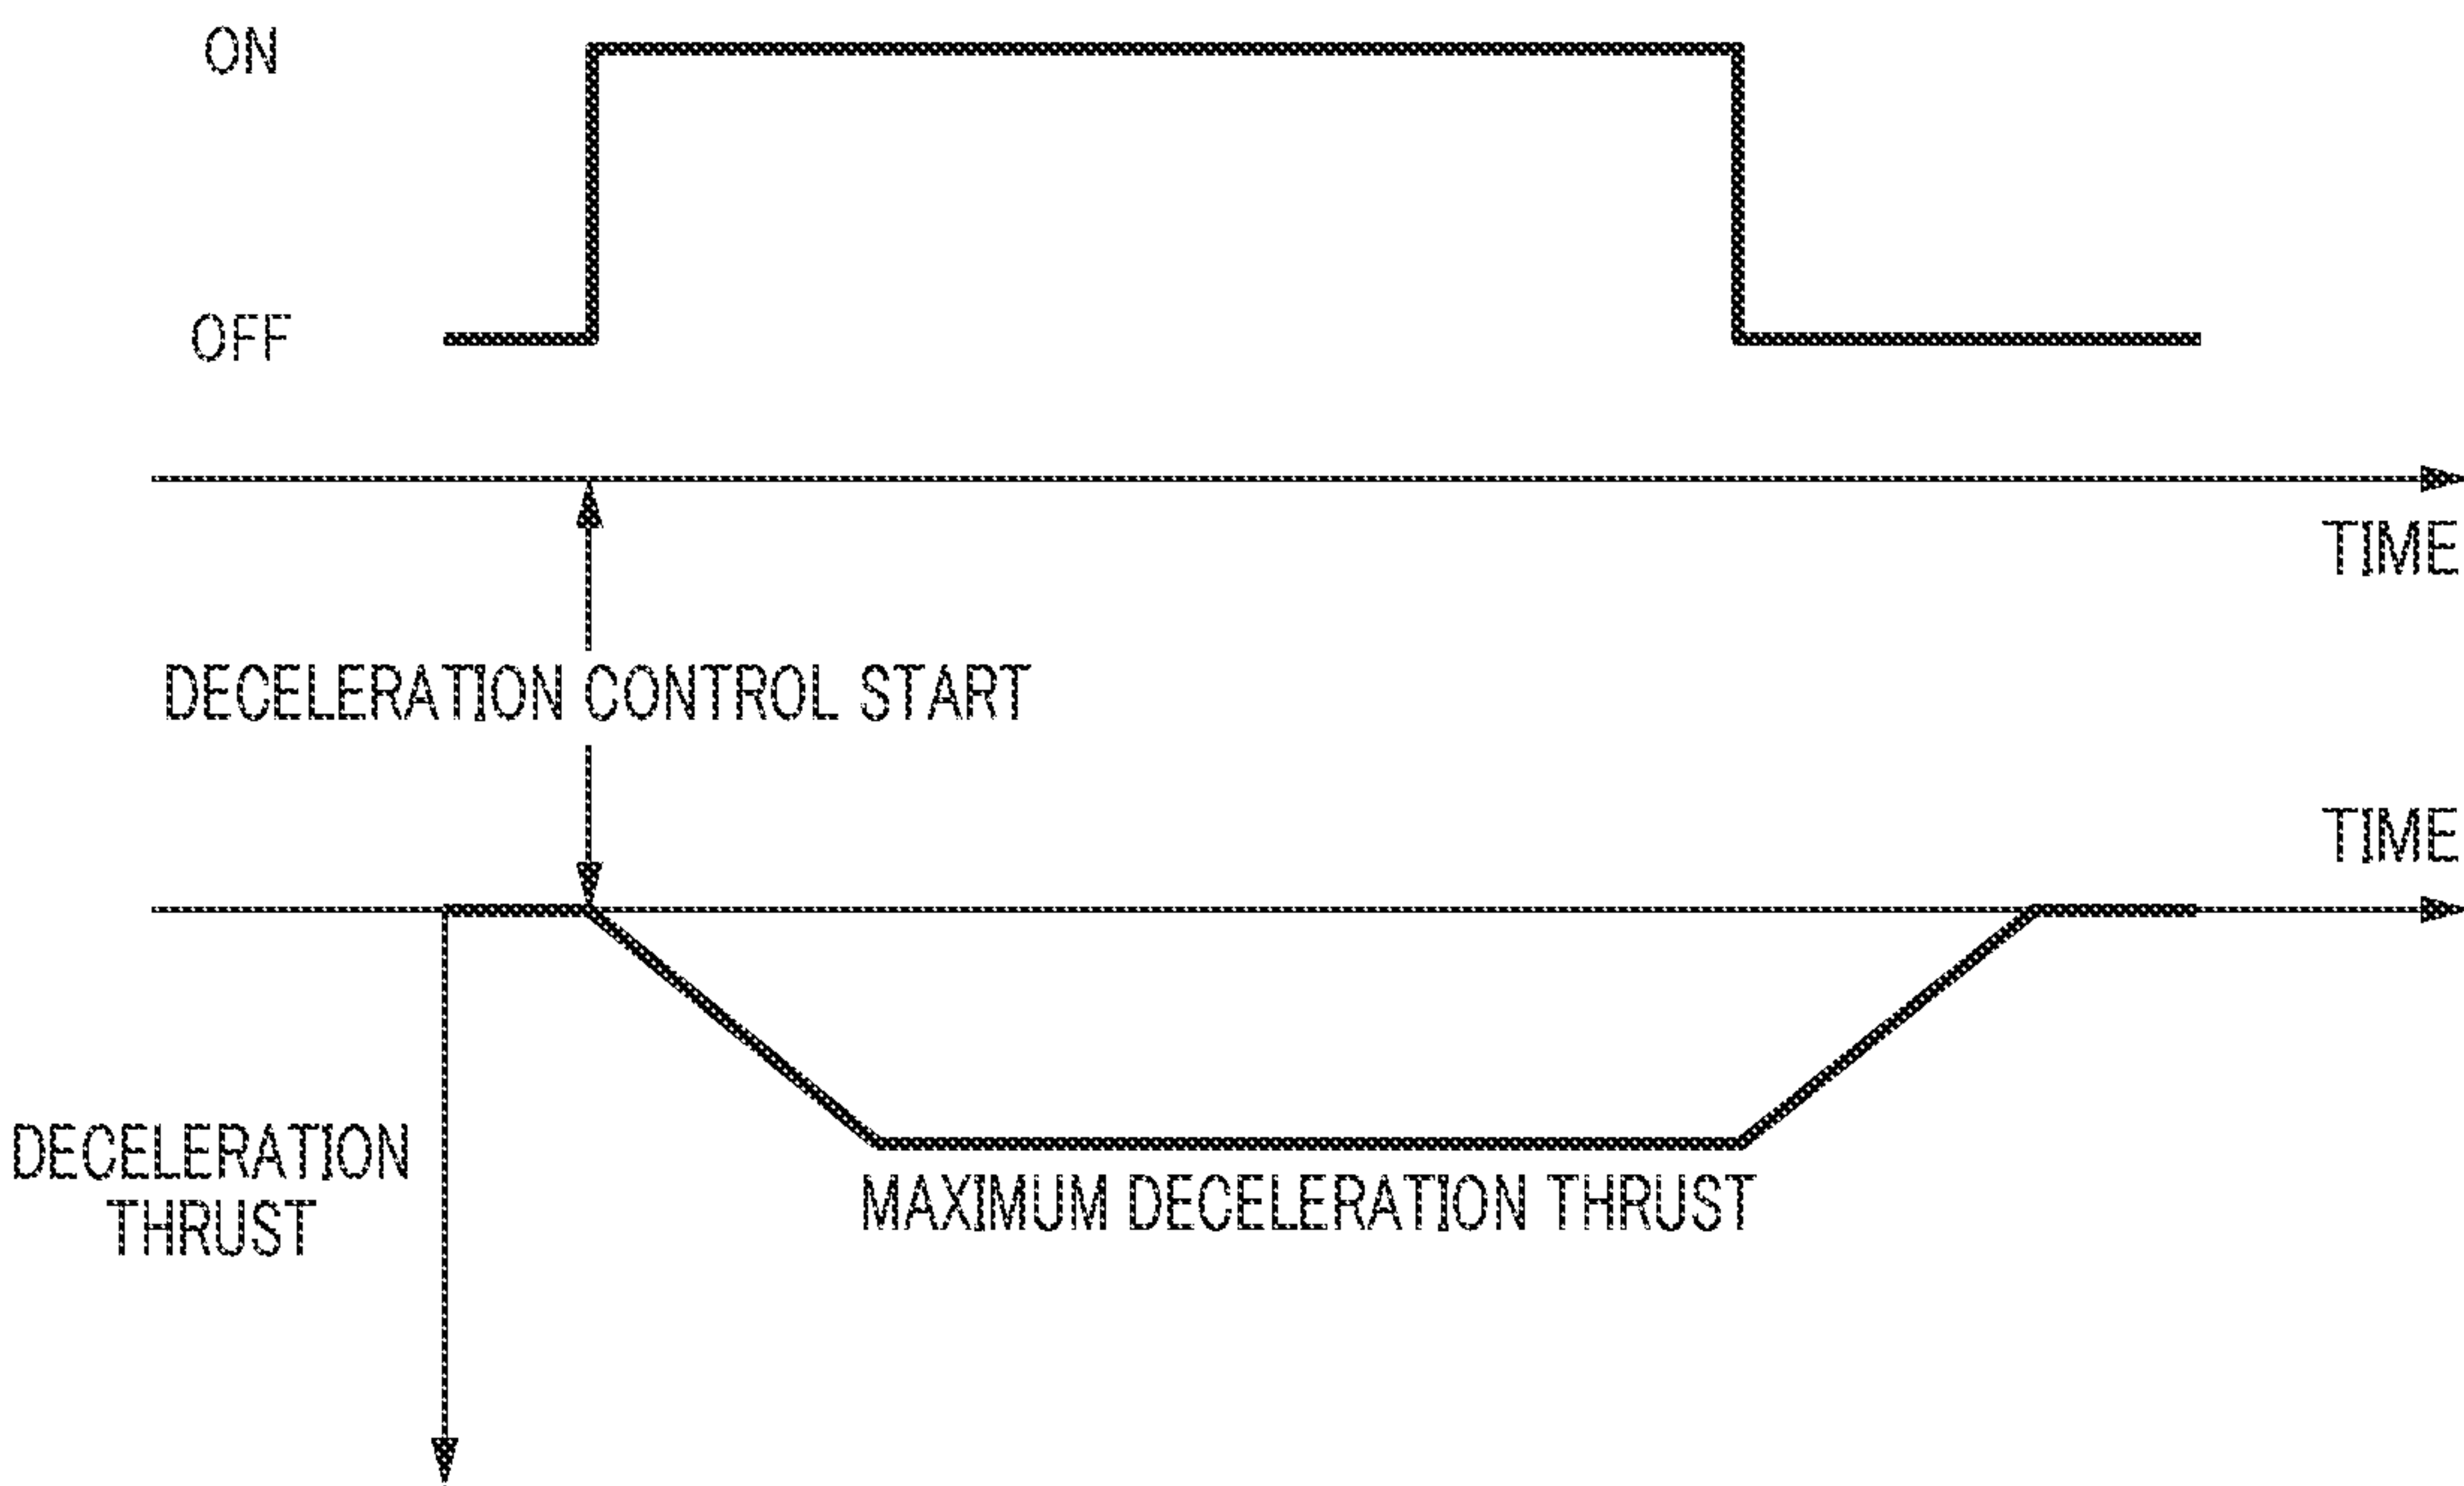 ON
OFF
TIME
DECELERATION CONTROL START
TIME
DECELERATION
THRUST
MAXIMUM DECELERATION THRUST